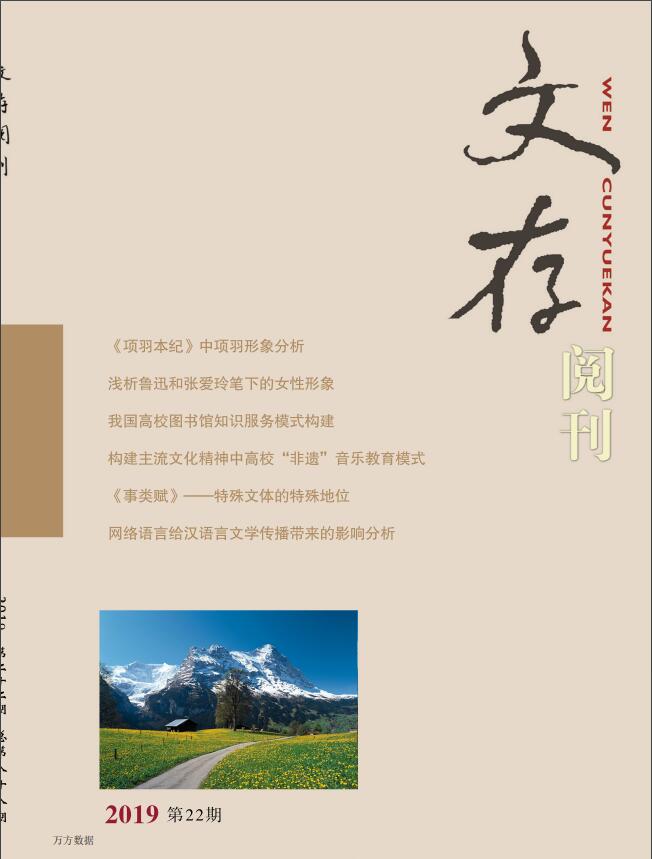 文存
WEN CUNYUEKAN
阅刊
《项羽本纪》中项羽形象分析
浅析鲁迅和张爱玲笔下的女性形象
我国高校图书馆知识服务模式构建
构建主流文化精神中高校“非遗”音乐教育模式
《事类赋》——特殊文体的特殊地位
网络语言给汉语言文学传播带来的影响分析
2019 第22期
万方数据